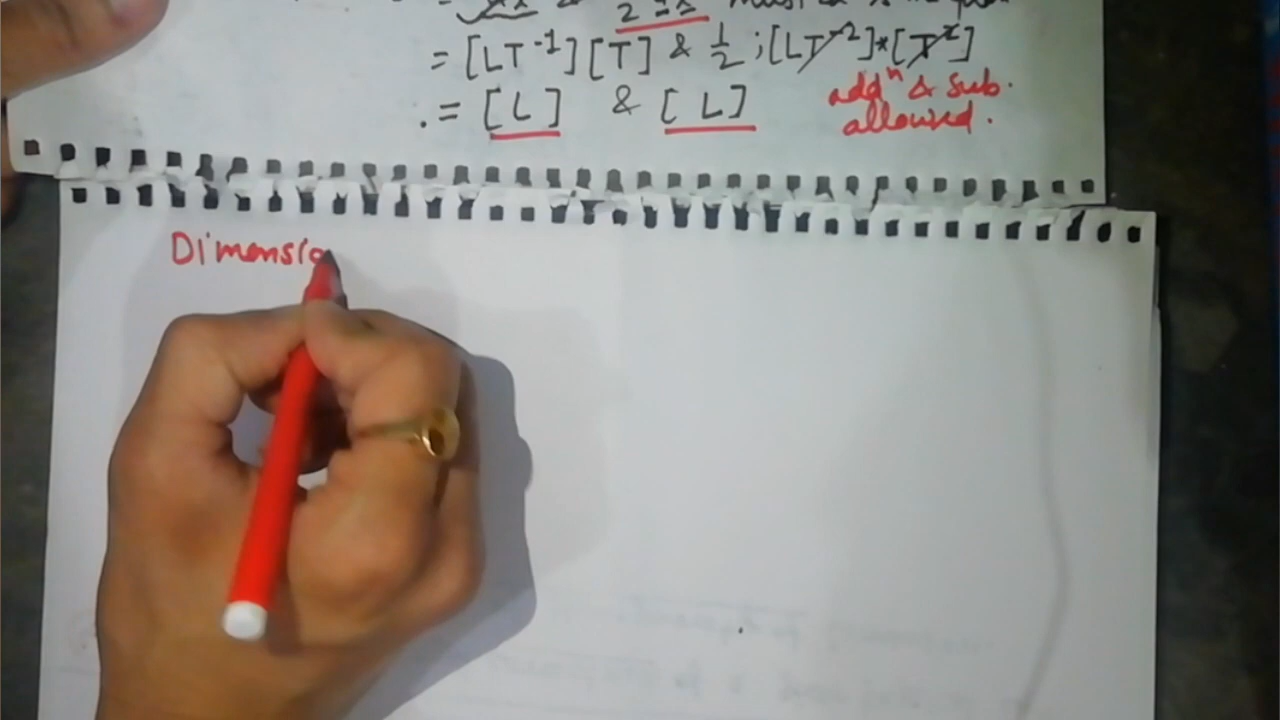 = [LT⁻¹][T] & 1/2 ; [LT⁻²]*[T²]
. = [L] & [L] addⁿ & sub.
allowed.
Dimensio